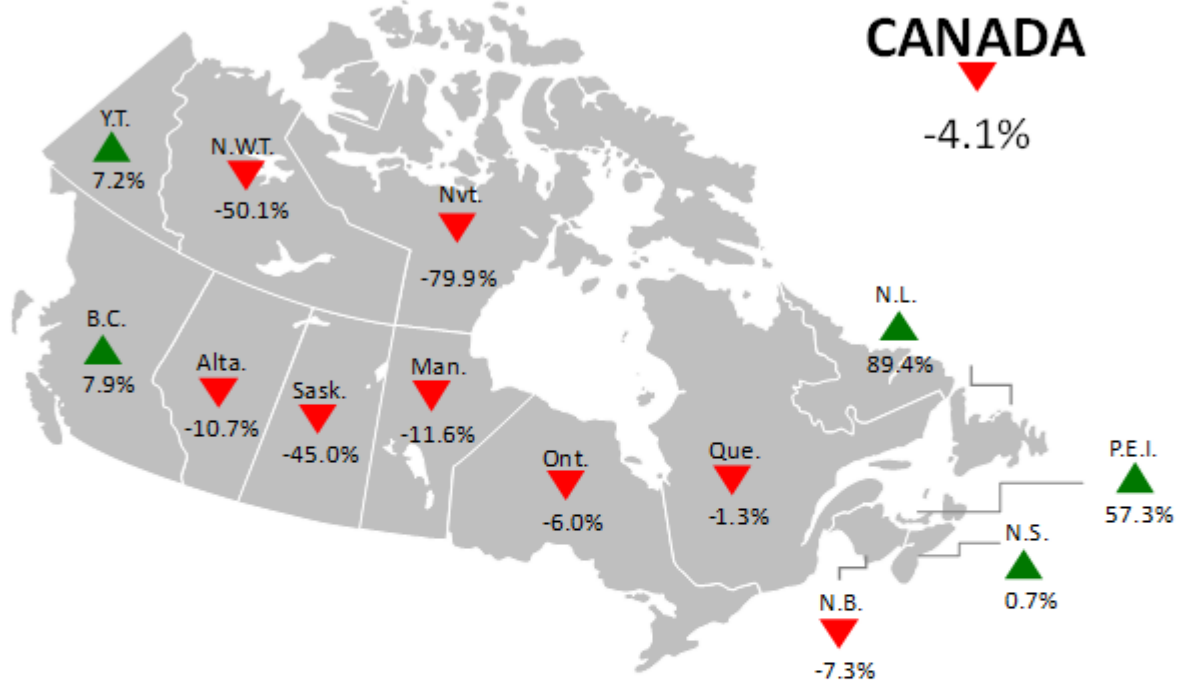 CANADA
-4.1%
Y.T.
7.2%
N.W.T.
-50.1%
Nvt.
-79.9%
B.C.
7.9%
Alta.
-10.7%
Sask.
-45.0%
Man.
-11.6%
Ont.
-6.0%
Que.
-1.3%
N.L.
89.4%
P.E.I.
57.3%
N.S.
0.7%
N.B.
-7.3%